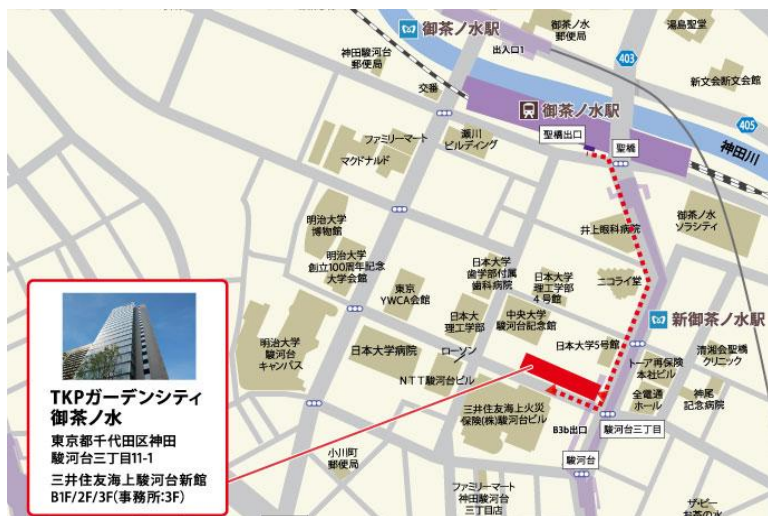 御茶ノ水駅
御茶ノ水
郵便局
湯島聖堂
出入口1
403
神田駿河台
郵便局
新文会断文会館
交番
御茶ノ水駅
405
聖橋出口
聖橋
神田川
ファミリーマート
瀬川
ビルディング
マクドナルド
明治大学
博物館
井上眼科病院
御茶ノ水
ソラシティ
明治大学
創立100周年記念
大学会館
日本大学
歯学部付属
歯科病院
日本大学
理工学部
4号館
ニコライ堂
東京
YWCA会館
日本大
理工学部
中央大学
駿河台記念館
新御茶ノ水駅
明治大学
駿河台
キャンパス
日本大学病院
ローソン
日本大学5号館
トーア再保険
本社ビル
清湘会聖橋
クリニック
NTT駿河台ビル
全電通
ホール
神尾
記念病院
三井住友海上火災
保険(株)駿河台ビル
B3b出口
駿河台三丁目
小川町
郵便局
駿河台
ファミリーマート
神田駿河台
三丁目店
ザ・ビー
お茶の水
TKPガーデンシティ
御茶ノ水
東京都千代田区神田
駿河台三丁目11-1
三井住友海上駿河台新館
B1F/2F/3F(事務所:3F)